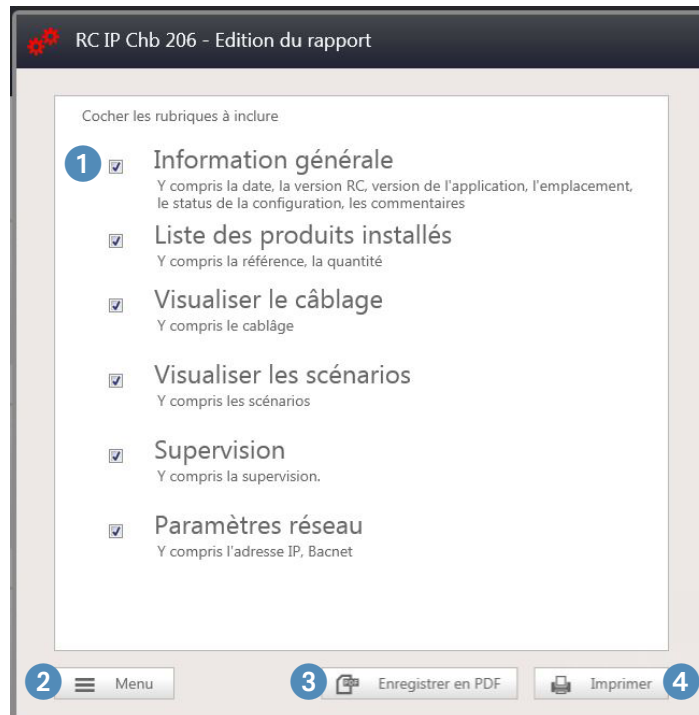 RC IP Chb 206 - Edition du rapport
Cocher les rubriques à inclure
1
Information générale
Y compris la date, la version RC, version de l'application, l'emplacement,
le status de la configuration, les commentaires
Liste des produits installés
Y compris la référence, la quantité
Visualiser le câblage
Y compris le cablâge
Visualiser les scénarios
Y compris les scénarios
Supervision
Y compris la supervision.
Paramètres réseau
Y compris l'adresse IP, Bacnet
2 Menu 3 Enregistrer en PDF Imprimer 4